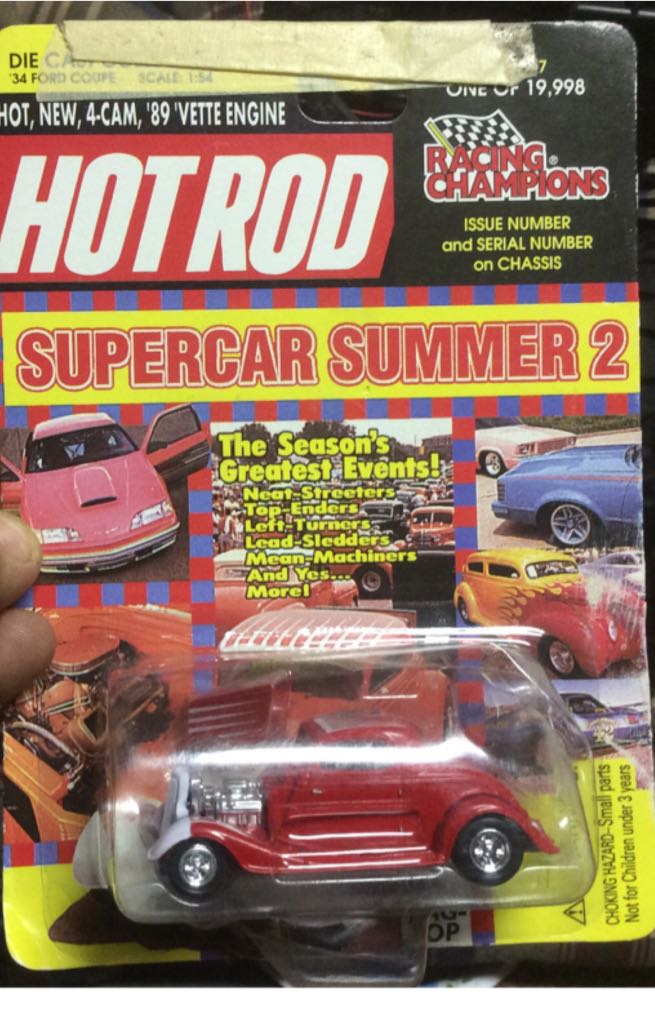 DIE CAST
'34 FORD COUPE SCALE: 1:54
7
ONE OF 19,998
HOT, NEW, 4-CAM, '89 'VETTE ENGINE
HOT ROD
RACING
CHAMPIONS®
ISSUE NUMBER
and SERIAL NUMBER
on CHASSIS
SUPERCAR SUMMER 2
The Season's
Greatest Events!
Neat-Streeters
Top-Enders
Left-Turners
Lead-Sledders
Mean-Machiners
And Yes...
More!
CHOKING HAZARD–Small parts
Not for Children under 3 years
OP